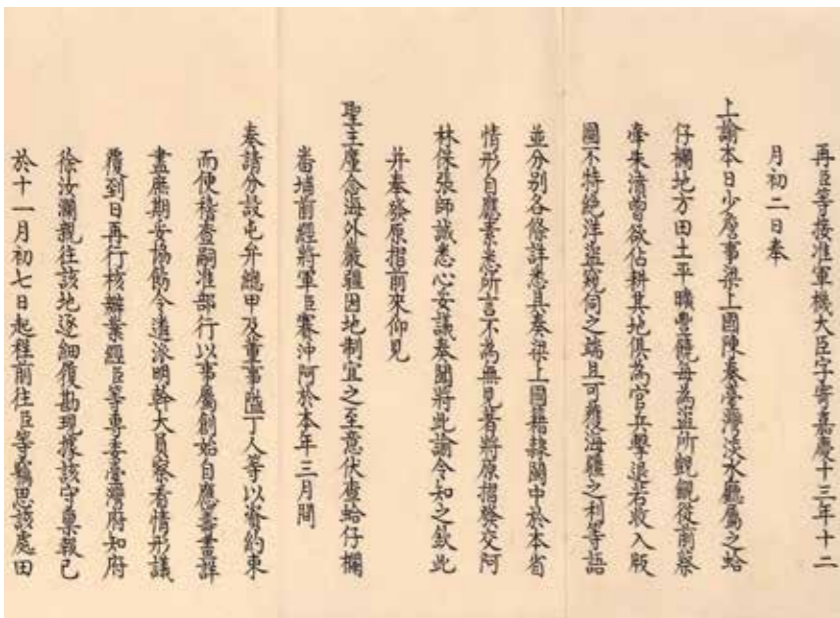 再臣等接准軍機大臣字寄嘉慶十三年十二
月初二日奉
上諭本日少詹事梁上國陳奏臺灣淡水廳屬之蛤
仔欄地方田土平曠豐饒每為盜所覬覦從前蔡
牽朱濆曾欲佔耕其地俱為官兵擊退若收入版
圖不特絕洋盜窺伺之端且可獲海疆之利等語
並分別各條詳悉具奏梁上國籍隸閩中於本省
情形自應素悉所言不為無見著將原摺發交阿
林保張師誠悉心妥議奏聞將此諭令知之欽此
并奉發原摺前來仰見
聖主廑念海外嚴疆因地制宜之至意伏查蛤仔欄
番埔前經將軍臣賽沖阿於本年三月間
奏請分設屯弁總甲及董事隘丁人等以資約束
而便稽查嗣准部行以事屬創始自應籌畫詳
盡庶期妥協飭令遴派明幹大員察看情形議
覆到日再行核辦業經臣等專委臺灣府知府
徐汝瀾親往該地逐細履勘現據該守稟報已
於十一月初七日起程前往臣等竊思該處田